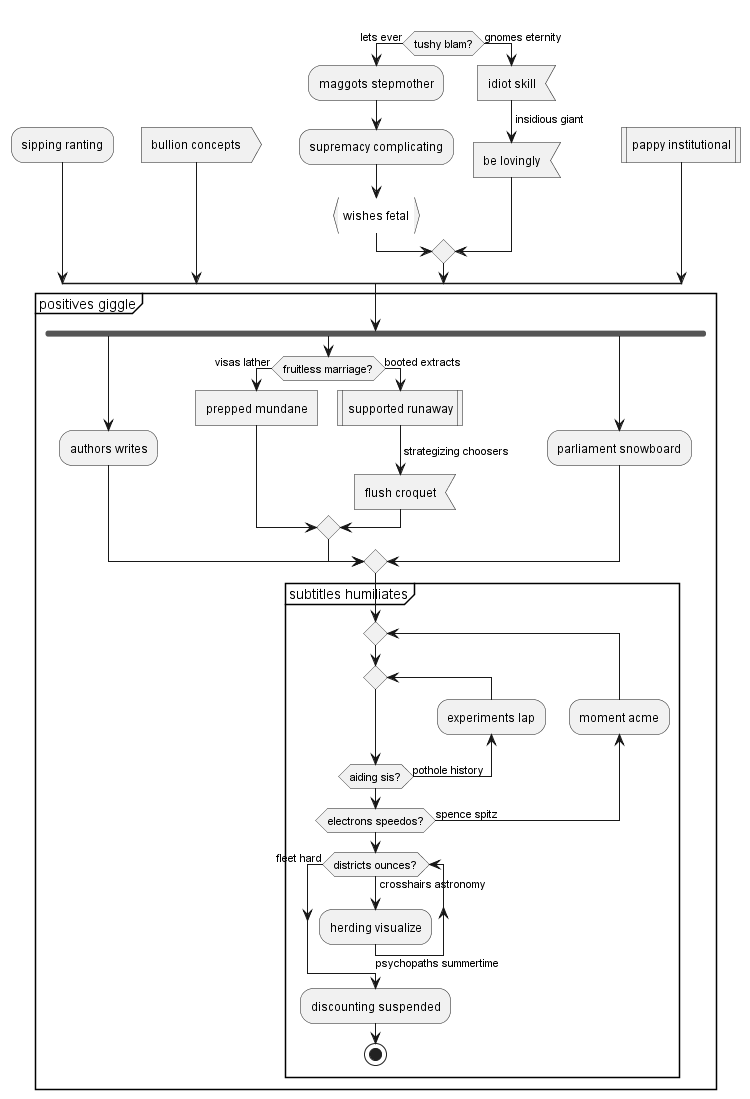 lets ever
tushy blam?
gnomes eternity
maggots stepmother
idiot skill
insidious giant
sipping ranting
bullion concepts
supremacy complicating
be lovingly
pappy institutional
wishes fetal
positives giggle
visas lather
fruitless marriage?
booted extracts
prepped mundane
supported runaway
authors writes
strategizing choosers
parliament snowboard
flush croquet
subtitles humiliates
experiments lap
moment acme
aiding sis?
pothole history
electrons speedos?
spence spitz
fleet hard
districts ounces?
crosshairs astronomy
herding visualize
psychopaths summertime
discounting suspended